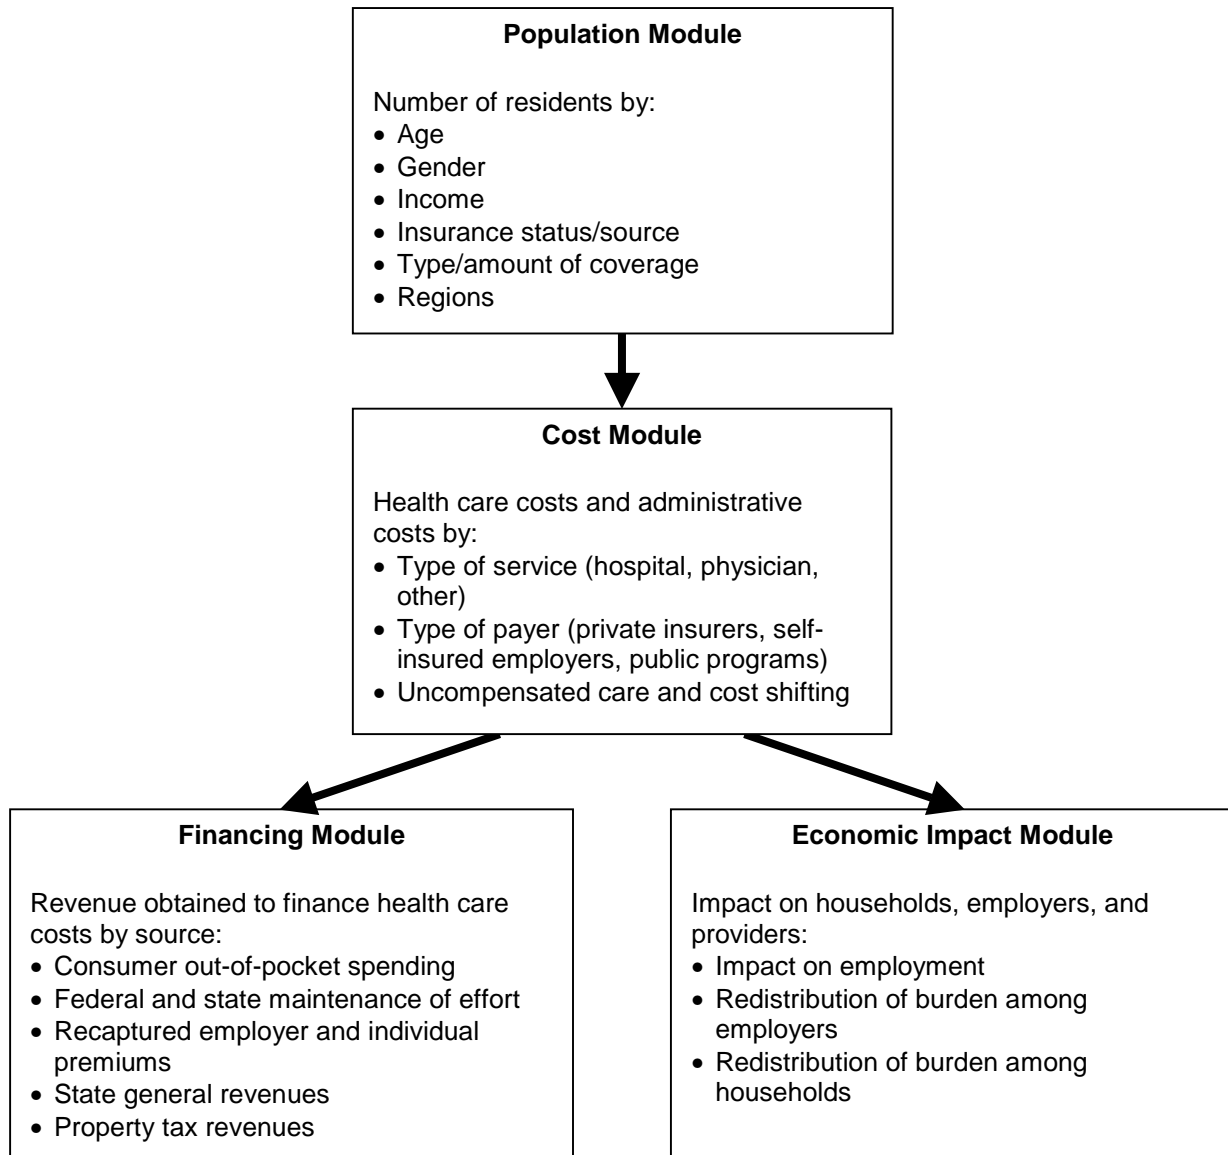 Population Module
Number of residents by:
• Age
• Gender
• Income
• Insurance status/source
• Type/amount of coverage
• Regions
Cost Module
Health care costs and administrative
costs by:
• Type of service (hospital, physician,
other)
• Type of payer (private insurers, self-
insured employers, public programs)
• Uncompensated care and cost shifting
Financing Module
Revenue obtained to finance health care
costs by source:
• Consumer out-of-pocket spending
• Federal and state maintenance of effort
• Recaptured employer and individual
premiums
• State general revenues
• Property tax revenues
Economic Impact Module
Impact on households, employers, and
providers:
• Impact on employment
• Redistribution of burden among
employers
• Redistribution of burden among
households